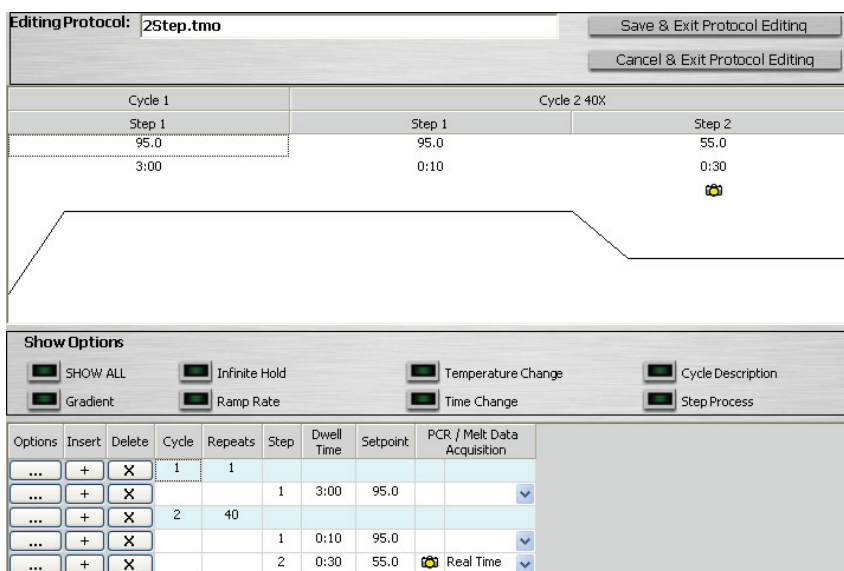 Editing Protocol: 2Step.tmo
Save & Exit Protocol Editing
Cancel & Exit Protocol Editing
Cycle 1 Cycle 2 40X
Step 1 Step 1 Step 2
95.0 95.0 55.0
3:00 0:10 0:30
Show Options
SHOW ALL Infinite Hold Temperature Change Cycle Description
Gradient Ramp Rate Time Change Step Process
Options Insert Delete Cycle Repeats Step Dwell Time Setpoint PCR / Melt Data Acquisition
... + X 1 1
... + X 1 3:00 95.0
... + X 2 40
... + X 1 0:10 95.0
... + X 2 0:30 55.0 Real Time